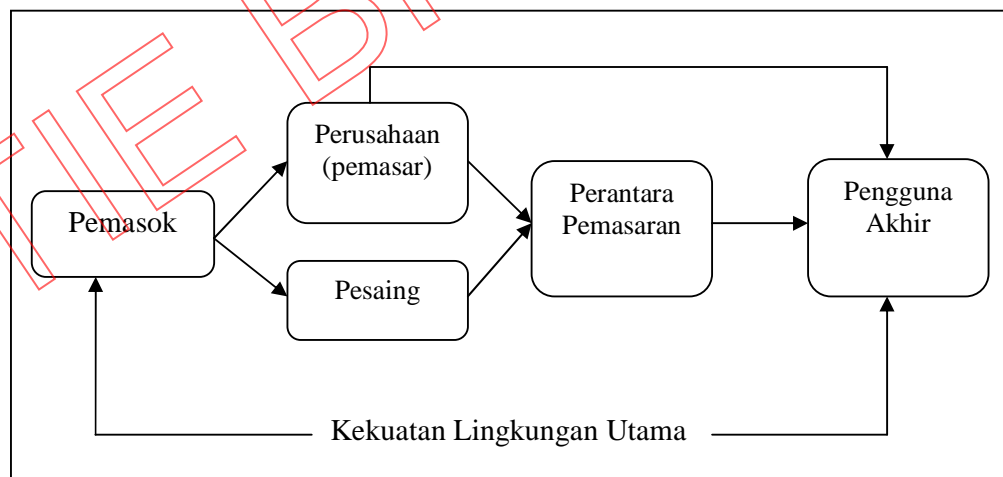 Perusahaan
(pemasar)
Pemasok
Perantara
Pemasaran
Pengguna
Akhir
Pesaing
Kekuatan Lingkungan Utama